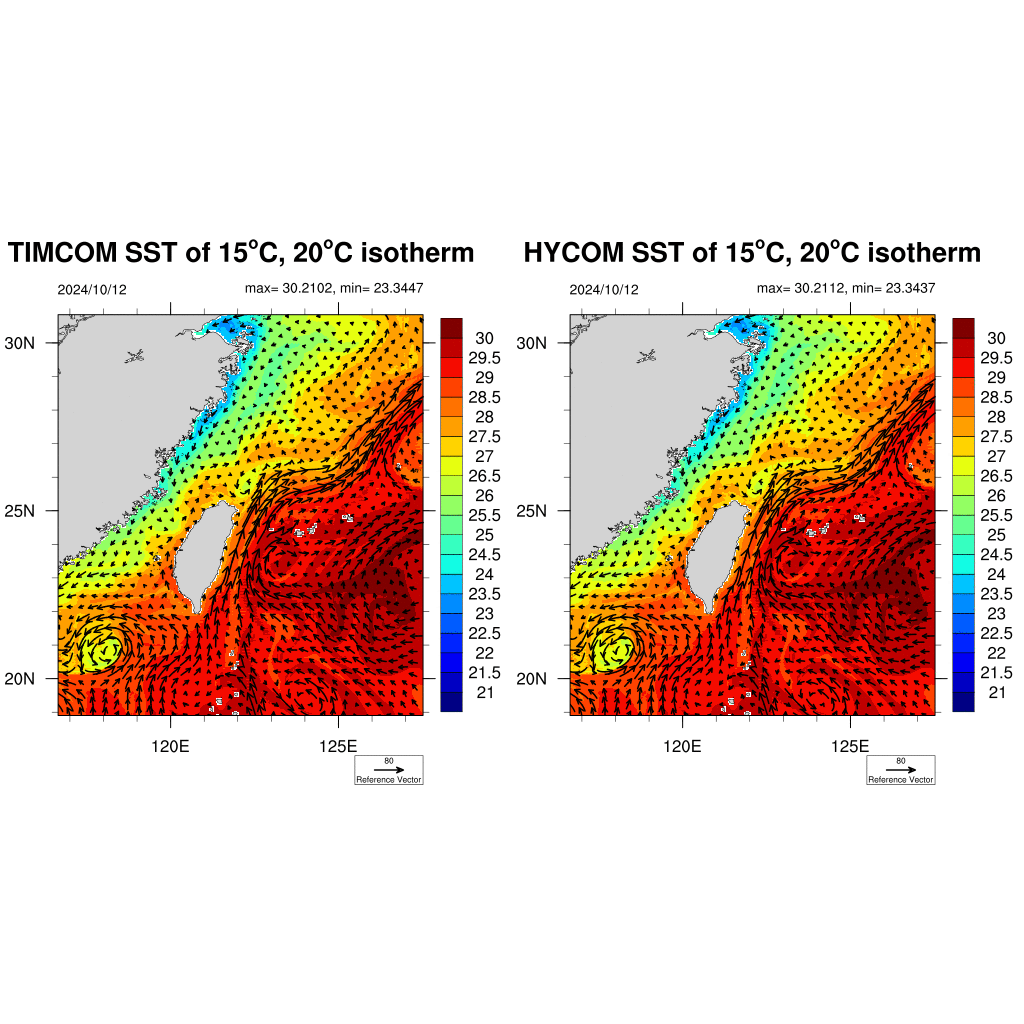 TIMCOM SST of 15°C, 20°C isotherm
2024/10/12
max= 30.2102, min= 23.3447
30N
25N
20N
120E
125E
30
29.5
29
28.5
28
27.5
27
26.5
26
25.5
25
24.5
24
23.5
23
22.5
22
21.5
21
80
Reference Vector
HYCOM SST of 15°C, 20°C isotherm
2024/10/12
max= 30.2112, min= 23.3437
30N
25N
20N
120E
125E
30
29.5
29
28.5
28
27.5
27
26.5
26
25.5
25
24.5
24
23.5
23
22.5
22
21.5
21
80
Reference Vector